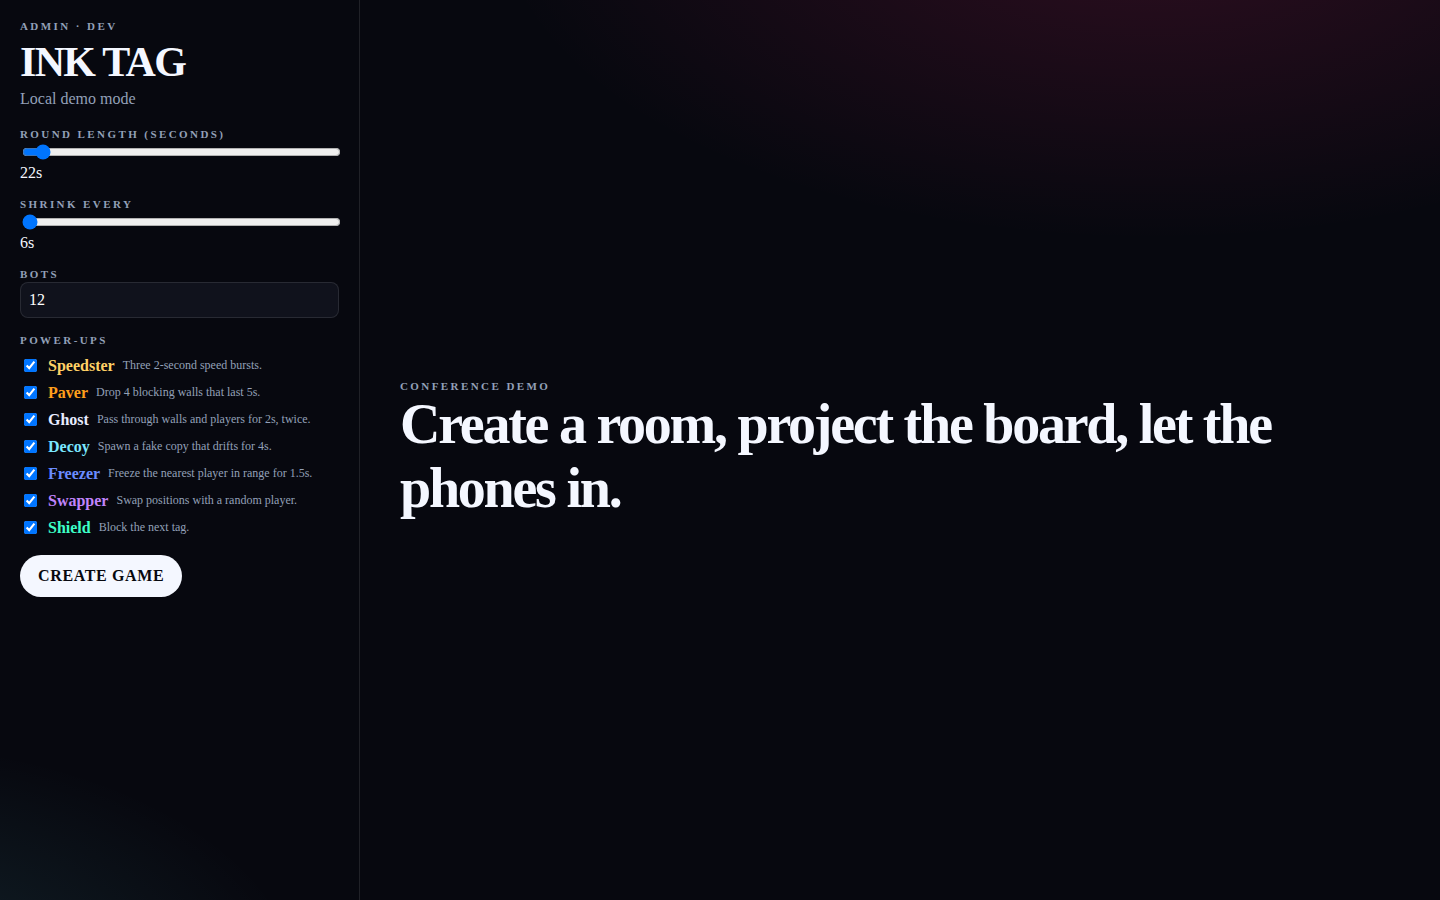 ADMIN · DEV
INK TAG
Local demo mode
ROUND LENGTH (SECONDS)
22s
SHRINK EVERY
6s
BOTS
12
POWER-UPS
Speedster Three 2-second speed bursts.
Paver Drop 4 blocking walls that last 5s.
Ghost Pass through walls and players for 2s, twice.
Decoy Spawn a fake copy that drifts for 4s.
Freezer Freeze the nearest player in range for 1.5s.
Swapper Swap positions with a random player.
Shield Block the next tag.
CREATE GAME
CONFERENCE DEMO
Create a room, project the board, let the
phones in.